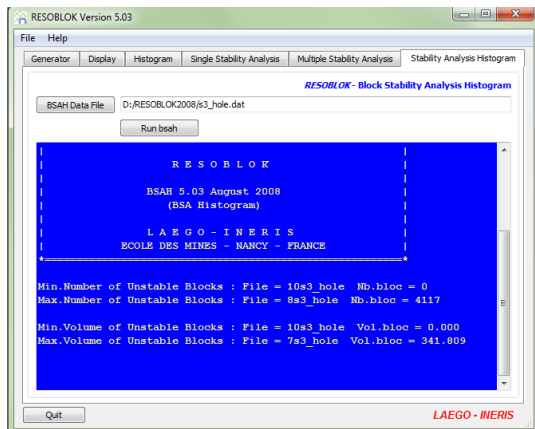 RESOBLOK Version 5.03
File Help
Generator Display Histogram Single Stability Analysis Multiple Stability Analysis Stability Analysis Histogram
RESOBLOK - Block Stability Analysis Histogram
BSAH Data File D:/RESOBLOK2008/s3_hole.dat
Run bsah
| |
| R E S O B L O K |
| |
| BSAH 5.03 August 2008 |
| (BSA Histogram) |
| |
| L A E G O - I N E R I S |
| ECOLE DES MINES - NANCY - FRANCE |
*=========================================================*
Min.Number of Unstable Blocks : File = 10s3_hole Nb.bloc = 0
Max.Number of Unstable Blocks : File = 8s3_hole Nb.bloc = 4117
Min.Volume of Unstable Blocks : File = 10s3_hole Vol.bloc = 0.000
Max.Volume of Unstable Blocks : File = 7s3_hole Vol.bloc = 341.809
Quit LAEGO - INERIS